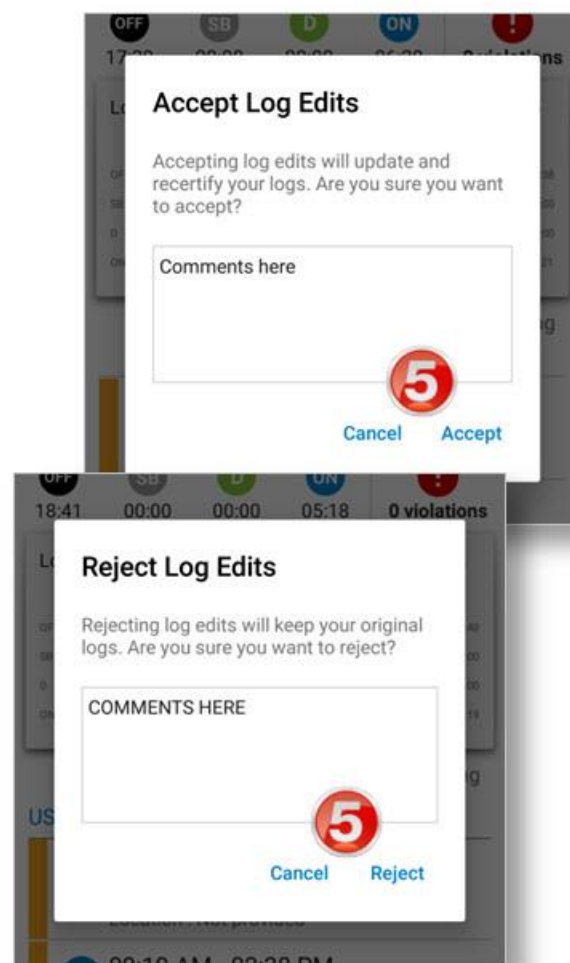 OFF SB D ON
Accept Log Edits
Accepting log edits will update and
recertify your logs. Are you sure you want
to accept?
Comments here
5
Cancel Accept
OFF SB D ON
18:41 00:00 00:00 05:18 0 violations
Reject Log Edits
Rejecting log edits will keep your original
logs. Are you sure you want to reject?
COMMENTS HERE
5
Cancel Reject